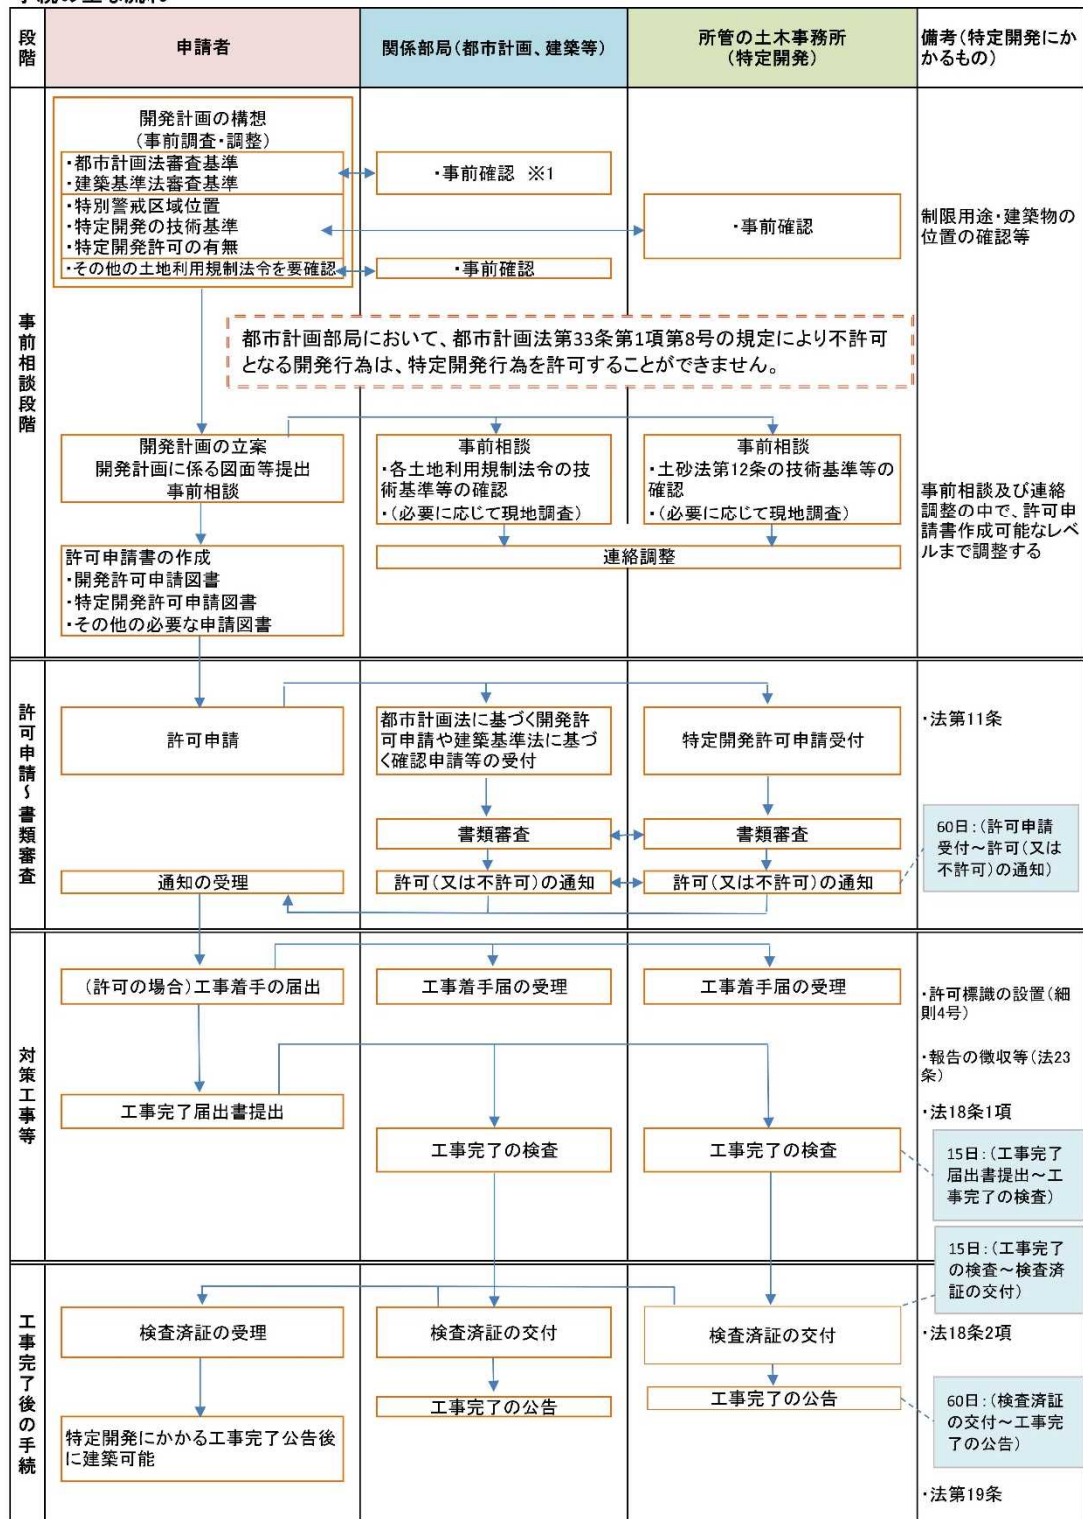 段階
申請者
関係部局(都市計画、建築等)
所管の土木事務所
(特定開発)
備考(特定開発にか
かるもの)
事前相談段階
開発計画の構想
(事前調査・調整)
・都市計画法審査基準
・建築基準法審査基準
・特別警戒区域位置
・特定開発の技術基準
・特定開発許可の有無
・その他の土地利用規制法令を要確認
・事前確認 ※1
・事前確認
・事前確認
制限用途・建築物の
位置の確認等
都市計画部局において、都市計画法第33条第1項第8号の規定により不許可
となる開発行為は、特定開発行為を許可することができません。
開発計画の立案
開発計画に係る図面等提出
事前相談
事前相談
・各土地利用規制法令の技
術基準等の確認
・(必要に応じて現地調査)
事前相談
・土砂法第12条の技術基準等の
確認
・(必要に応じて現地調査)
事前相談及び連絡
調整の中で、許可申
請書作成可能なレベ
ルまで調整する
連絡調整
許可申請書の作成
・開発許可申請図書
・特定開発許可申請図書
・その他の必要な申請図書
許可申請~書類審査
許可申請
都市計画法に基づく開発許
可申請や建築基準法に基づ
く確認申請等の受付
特定開発許可申請受付
・法第11条
書類審査
書類審査
60日:(許可申請
受付~許可(又は
不許可)の通知)
通知の受理
許可(又は不許可)の通知
許可(又は不許可)の通知
対策工事等
(許可の場合)工事着手の届出
工事着手届の受理
工事着手届の受理
・許可標識の設置(細
則4号)
・報告の徴収等(法23
条)
工事完了届出書提出
・法18条1項
工事完了の検査
工事完了の検査
15日:(工事完了
届出書提出~工
事完了の検査)
15日:(工事完了
の検査~検査済
証の交付)
工事完了後の手続
検査済証の受理
検査済証の交付
検査済証の交付
・法18条2項
工事完了の公告
工事完了の公告
60日:(検査済証
の交付~工事完
了の公告)
特定開発にかかる工事完了公告後
に建築可能
・法第19条